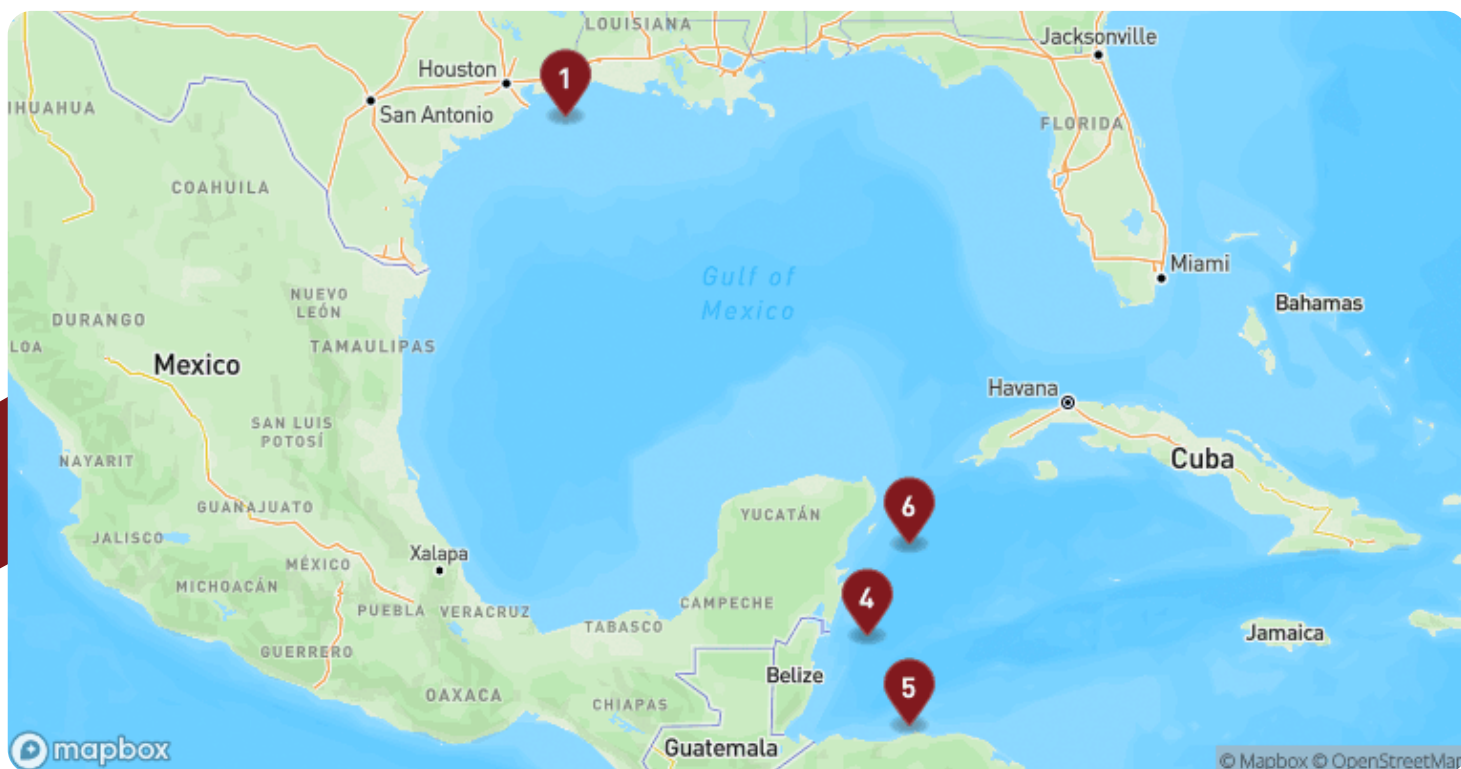 LOUISIANA
Jacksonville
Houston
1
IHUAHUA
San Antonio
FLORIDA
COAHUILA
Gulf of
Mexico
Miami
NUEVO
LEÓN
Bahamas
DURANGO
LOA
TAMAULIPAS
Mexico
Havana
SAN LUIS
POTOSÍ
NAYARIT
Cuba
GUANAJUATO
YUCATÁN
6
JALISCO
MÉXICO
Xalapa
MICHOACÁN
PUEBLA
VERACRUZ
CAMPECHE
4
TABASCO
Jamaica
GUERRERO
Belize
OAXACA
CHIAPAS
5
Guatemala
mapbox
© Mapbox © OpenStreetMap